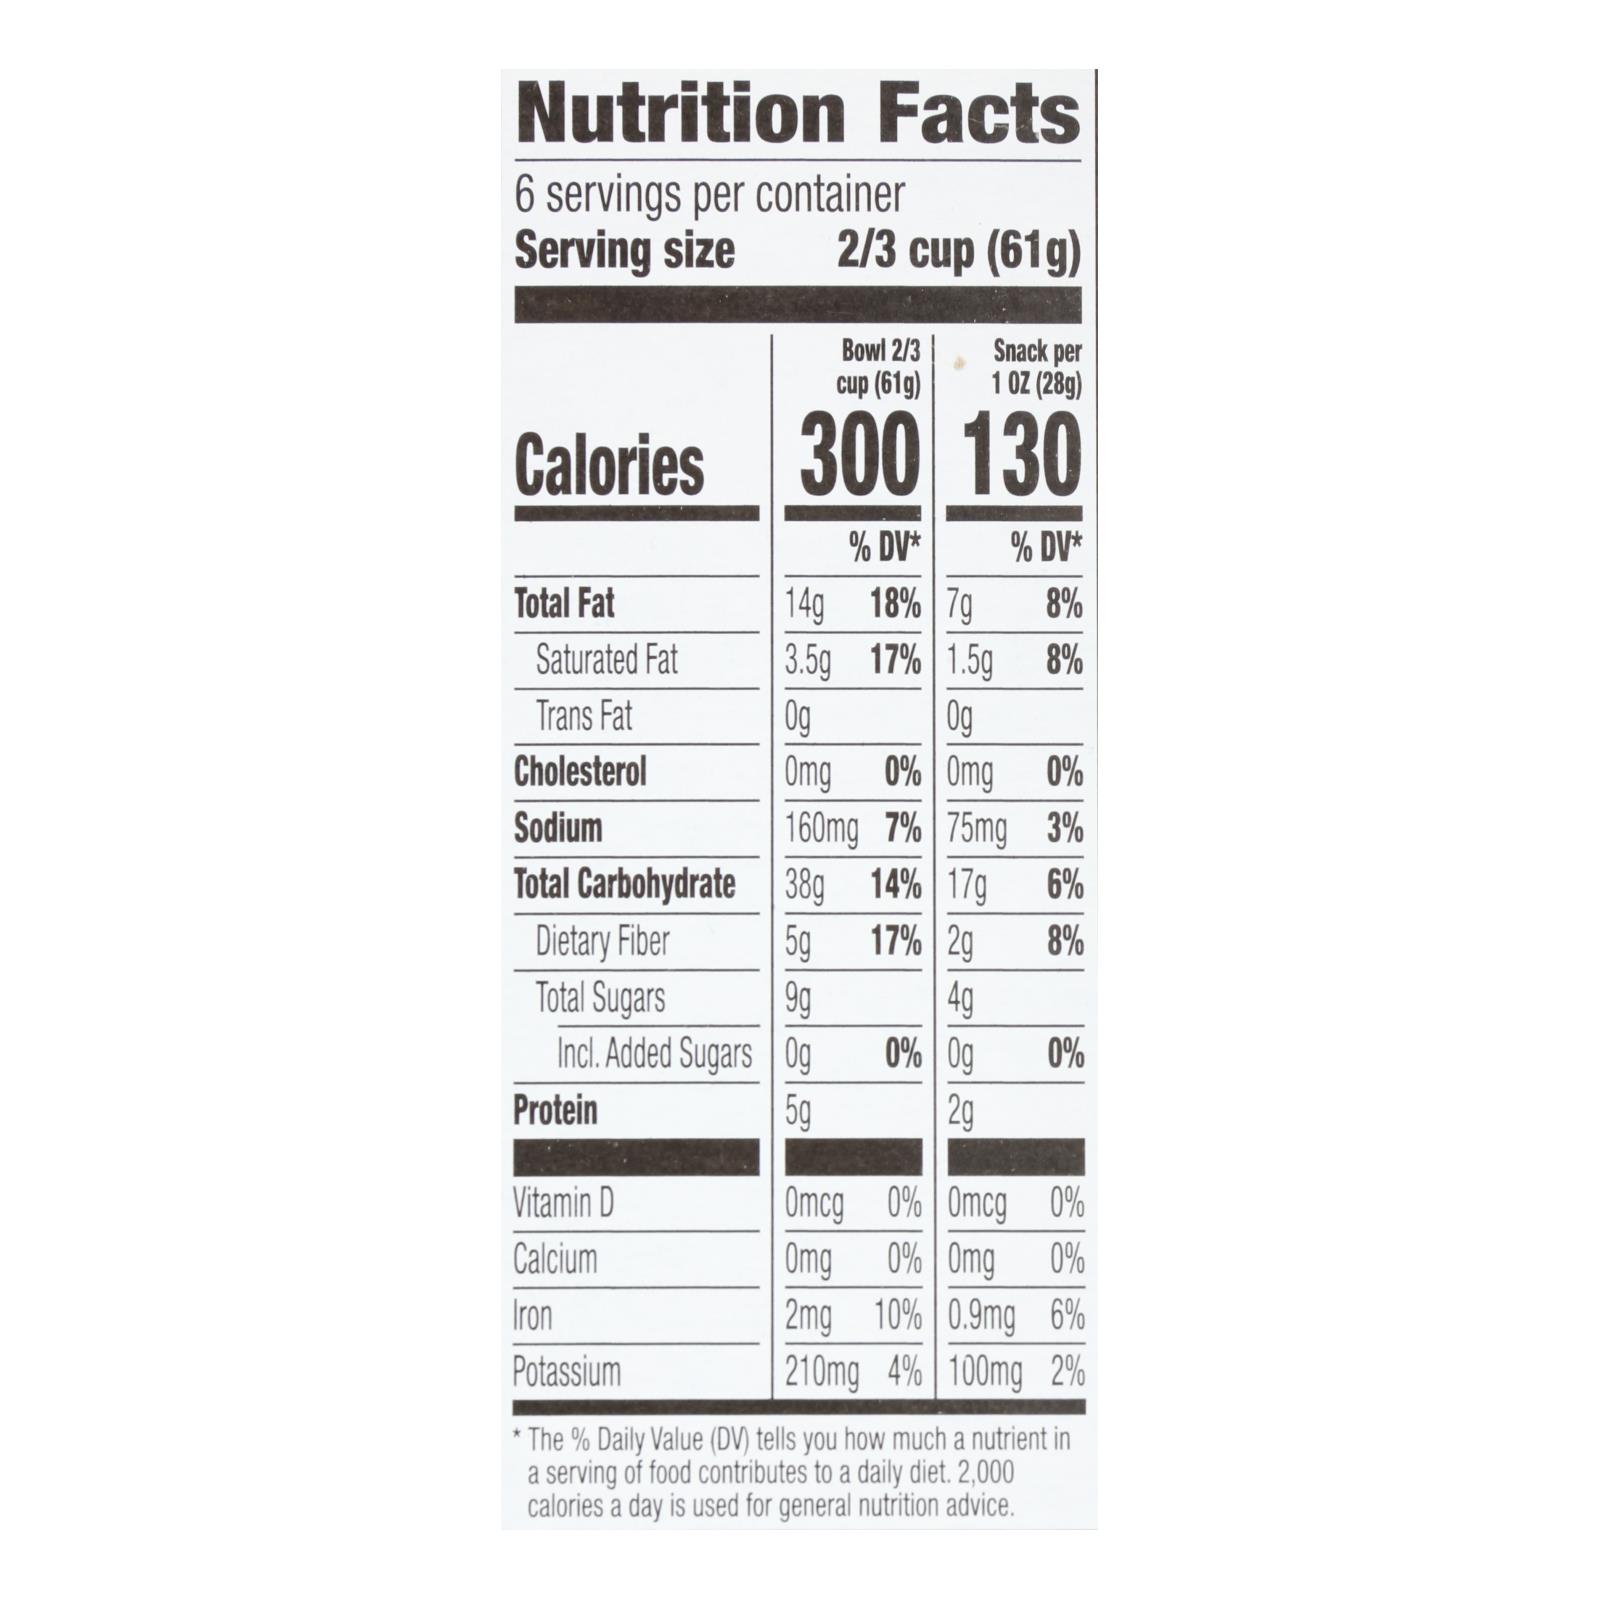 Nutrition Facts
6 servings per container
Serving size 2/3 cup (61g)
Bowl 2/3 Snack per
cup (61g) 1 OZ (28g)
Calories 300 130
% DV* % DV*
Total Fat 14g 18% 7g 8%
Saturated Fat 3.5g 17% 1.5g 8%
Trans Fat 0g 0g
Cholesterol 0mg 0% 0mg 0%
Sodium 160mg 7% 75mg 3%
Total Carbohydrate 38g 14% 17g 6%
Dietary Fiber 5g 17% 2g 8%
Total Sugars 9g 4g
Incl. Added Sugars 0g 0% 0g 0%
Protein 5g 2g
Vitamin D 0mcg 0% 0mcg 0%
Calcium 0mg 0% 0mg 0%
Iron 2mg 10% 0.9mg 6%
Potassium 210mg 4% 100mg 2%
* The % Daily Value (DV) tells you how much a nutrient in
a serving of food contributes to a daily diet. 2,000
calories a day is used for general nutrition advice.